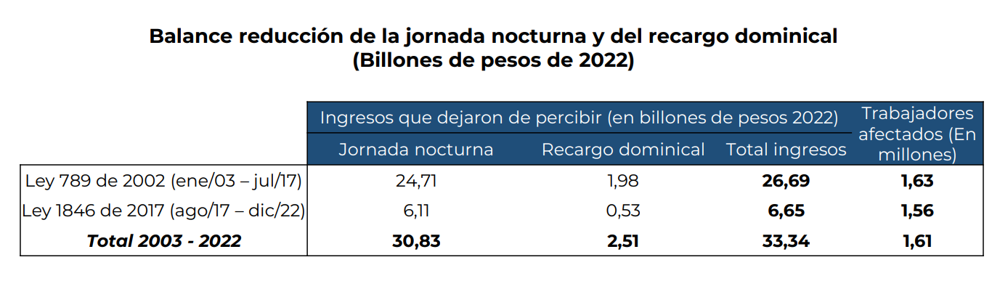 Balance reducción de la jornada nocturna y del recargo dominical
(Billones de pesos de 2022)
Ingresos que dejaron de percibir (en billones de pesos 2022)
Trabajadores
afectados (En
millones)
Jornada nocturna Recargo dominical Total ingresos
Ley 789 de 2002 (ene/03 – jul/17) 24,71 1,98 26,69 1,63
Ley 1846 de 2017 (ago/17 – dic/22) 6,11 0,53 6,65 1,56
Total 2003 - 2022 30,83 2,51 33,34 1,61